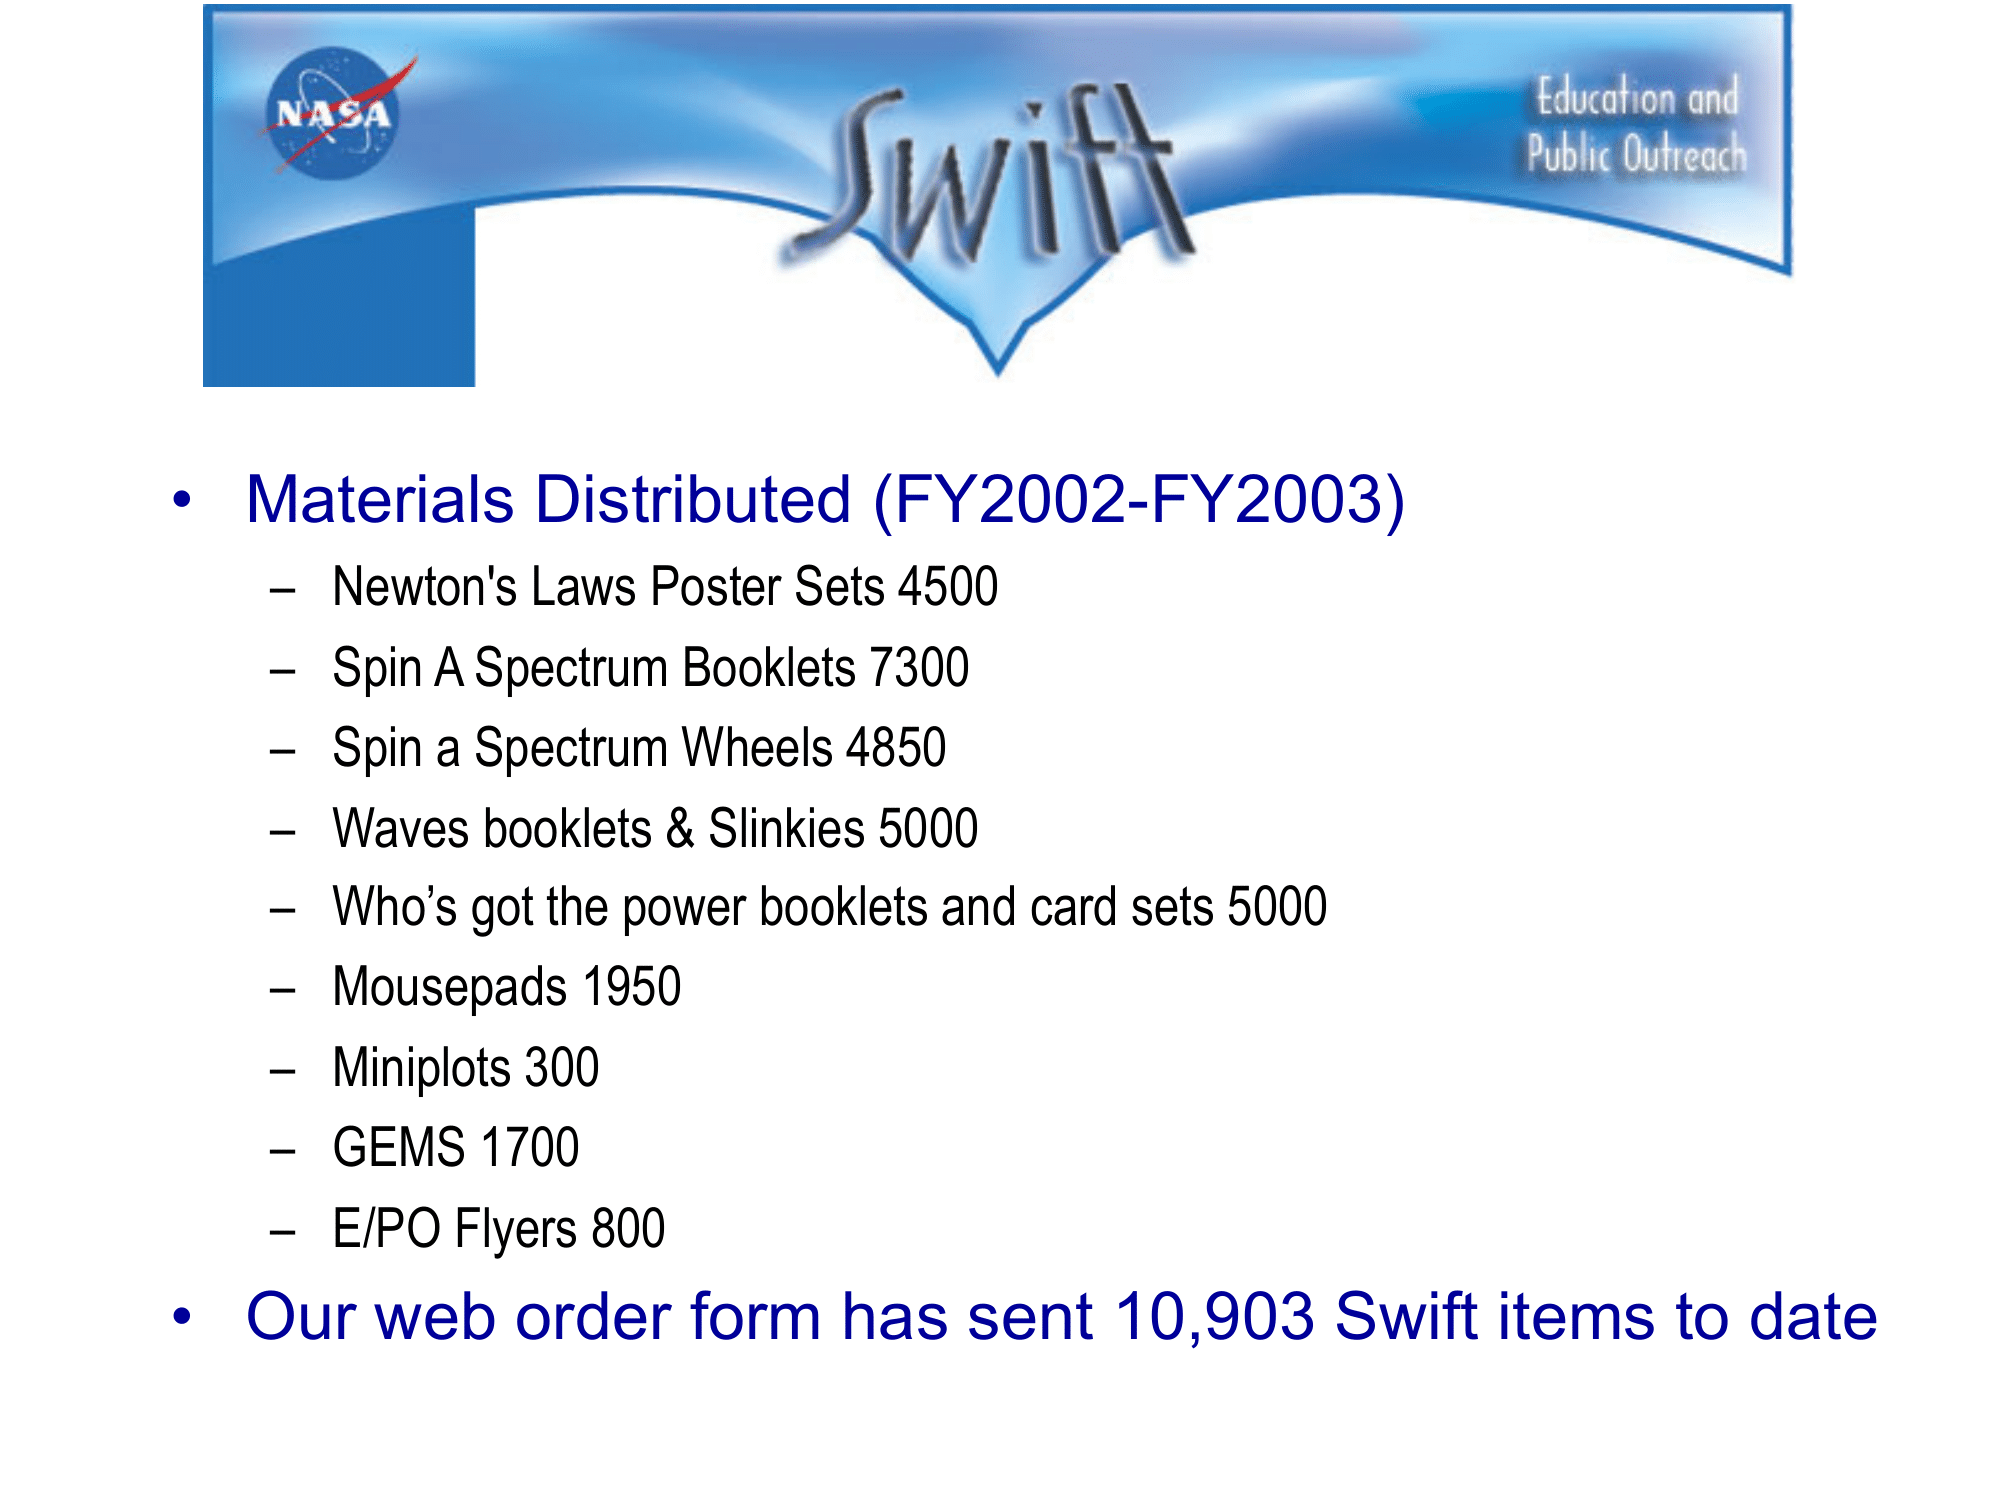 NASA
Swift
Education and
Public Outreach
• Materials Distributed (FY2002-FY2003)
– Newton's Laws Poster Sets 4500
– Spin A Spectrum Booklets 7300
– Spin a Spectrum Wheels 4850
– Waves booklets & Slinkies 5000
– Who’s got the power booklets and card sets 5000
– Mousepads 1950
– Miniplots 300
– GEMS 1700
– E/PO Flyers 800
• Our web order form has sent 10,903 Swift items to date